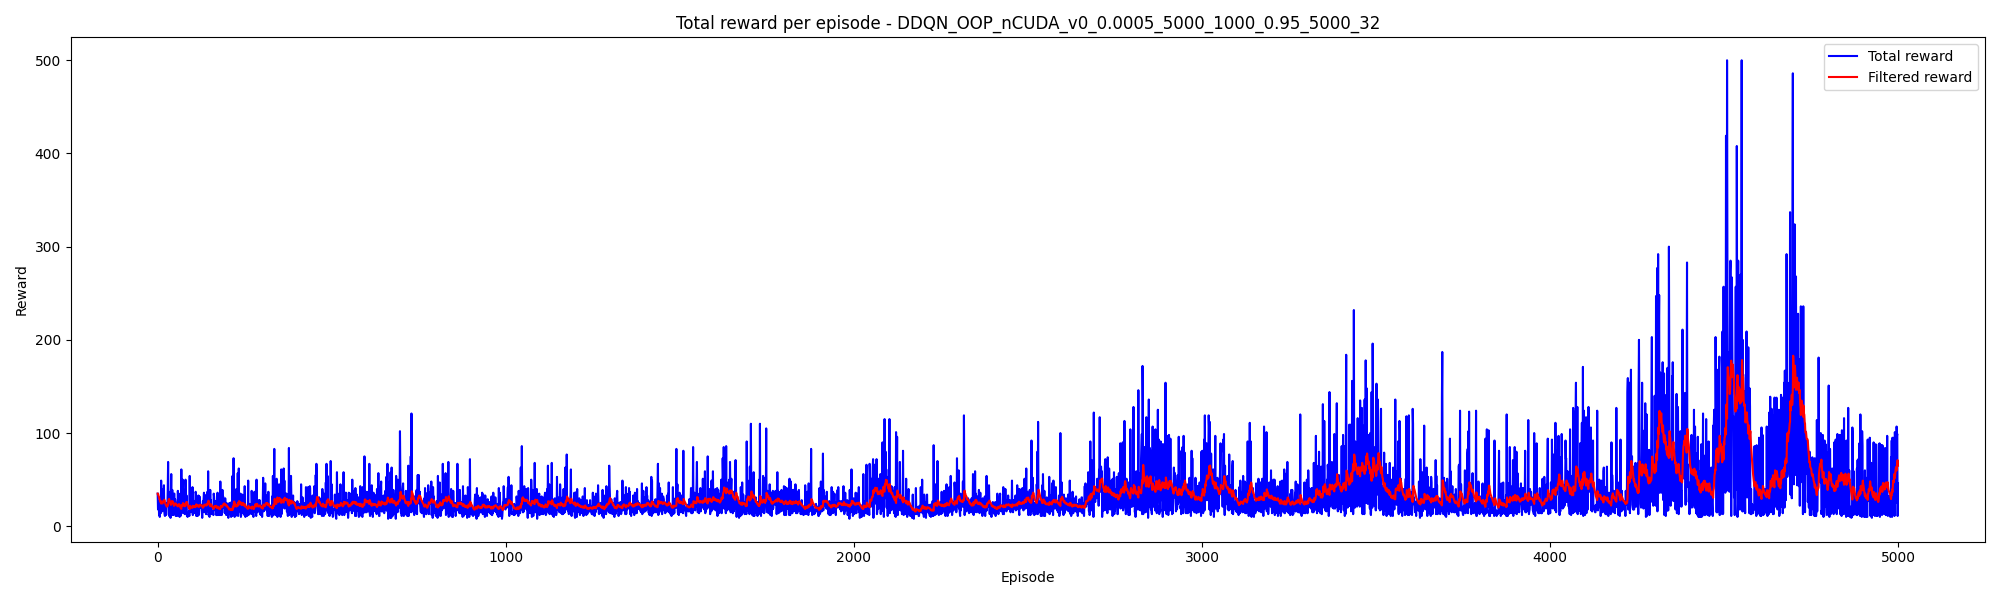 Total reward per episode - DDQN_OOP_nCUDA_v0_0.0005_5000_1000_0.95_5000_32
Total reward
Filtered reward
500
400
300
200
100
0
Reward
0 1000 2000 3000 4000 5000
Episode